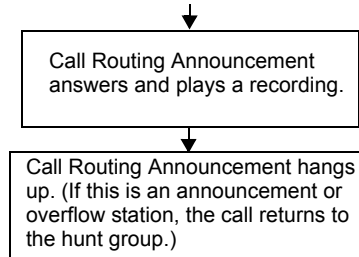 Call Routing Announcement
answers and plays a recording.
Call Routing Announcement hangs
up. (If this is an announcement or
overflow station, the call returns to
the hunt group.)